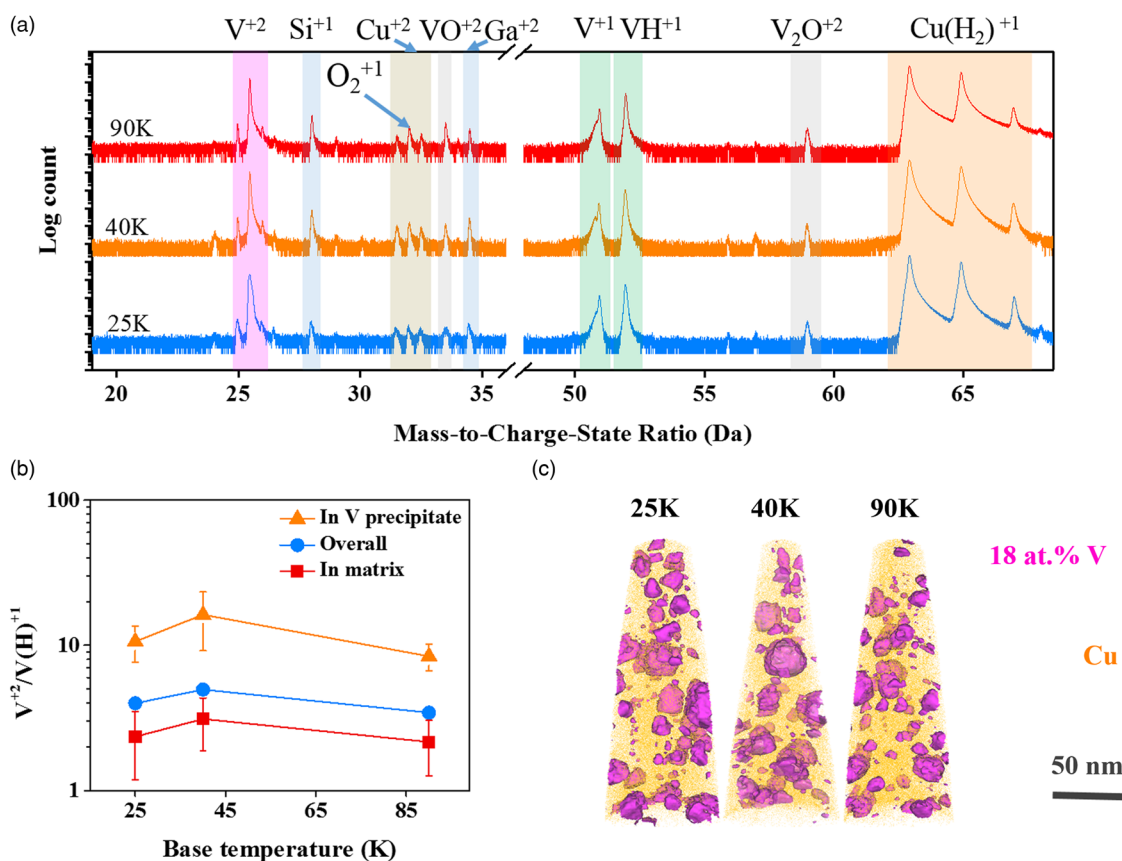 (a)
V+2 Si+1 Cu+2 VO+2 Ga+2 V+1 VH+1 V2O+2 Cu(H2)+1
O2+1
90K
40K
25K
Log count
20 25 30 35 50 55 60 65
Mass-to-Charge-State Ratio (Da)
(b)
V+2/V(H)+1
100
10
1
In V precipitate
Overall
In matrix
25 45 65 85
Base temperature (K)
(c)
25K 40K 90K
18 at.% V
Cu
50 nm